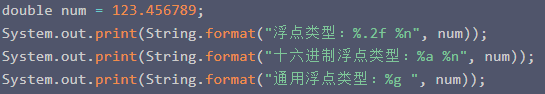 double num = 123.456789;
System.out.print(String.format("浮点类型：%.2f %n", num));
System.out.print(String.format("十六进制浮点类型：%a %n", num));
System.out.print(String.format("通用浮点类型：%g ", num));